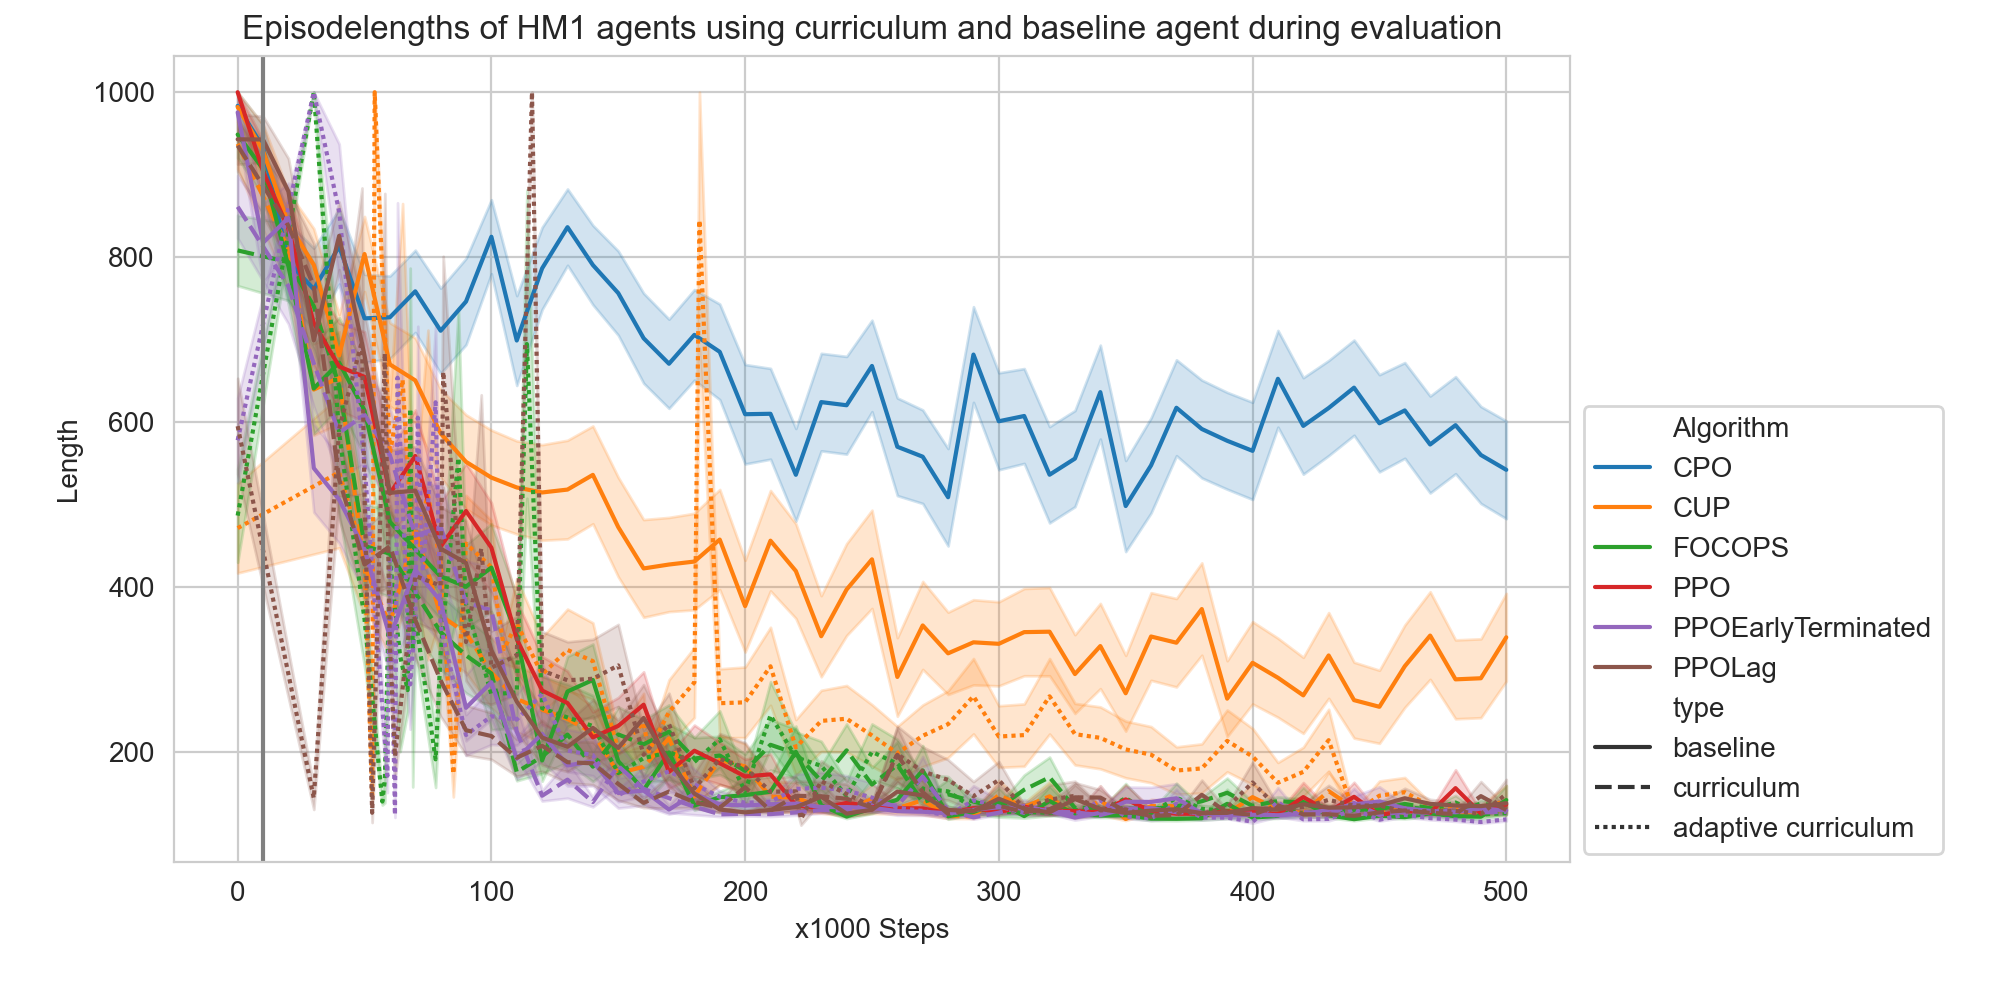 Episodelengths of HM1 agents using curriculum and baseline agent during evaluation
1000
800
600
400
200
Length
0
100
200
300
400
500
x1000 Steps
Algorithm
CPO
CUP
FOCOPS
PPO
PPOEarlyTerminated
PPOLag
type
baseline
curriculum
adaptive curriculum